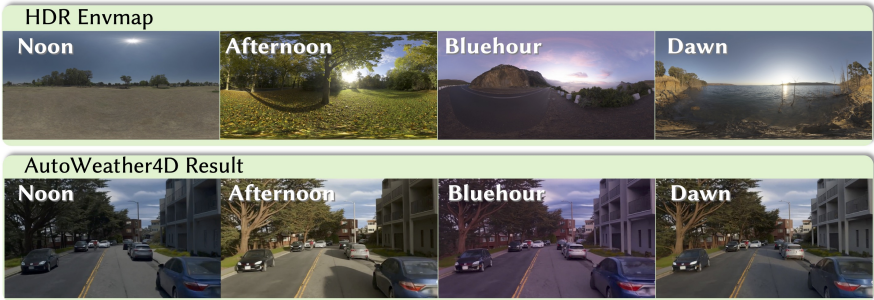 HDR Envmap
Noon Afternoon Bluehour Dawn
AutoWeather4D Result
Noon Afternoon Bluehour Dawn